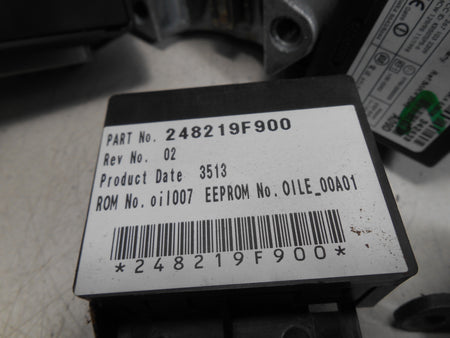 PART No. 248219F900
Rev No. 02
Product Date 3513
ROM No. oil007 EEPROM No. OILE_00A01
*248219F900*